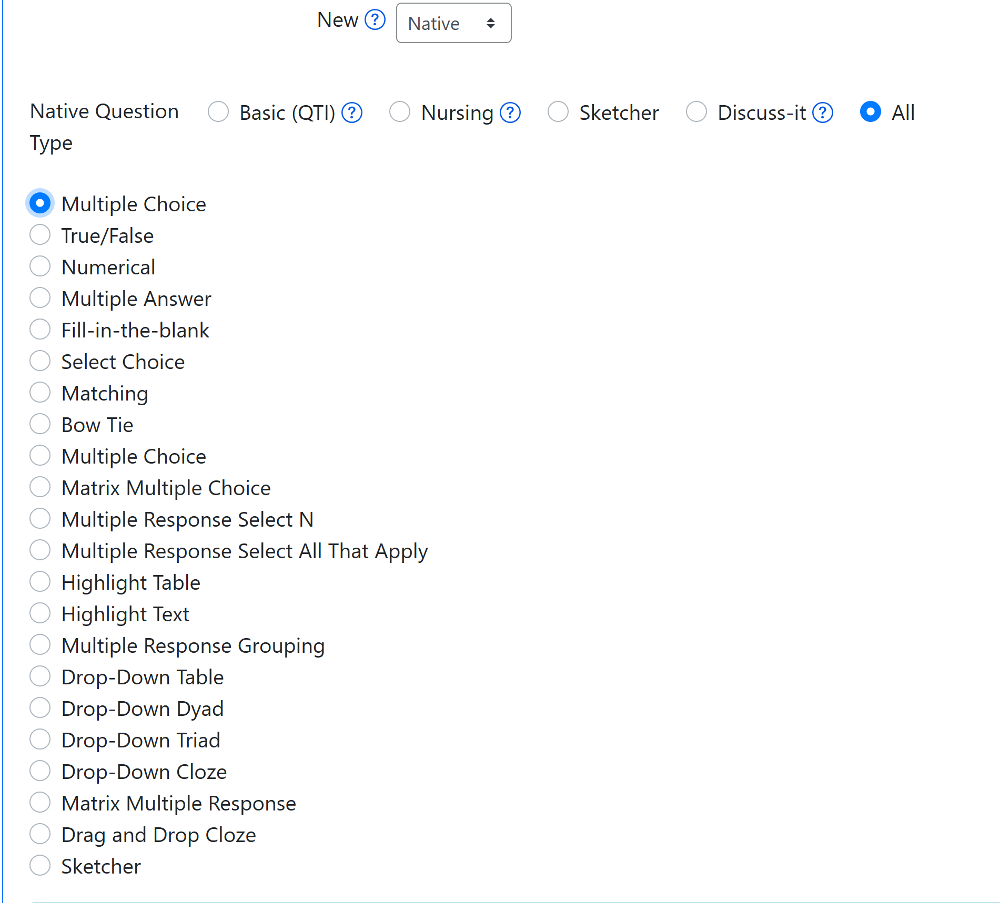 New ? Native
Native Question Type Basic (QTI) ? Nursing ? Sketcher Discuss-it ? All
Multiple Choice
True/False
Numerical
Multiple Answer
Fill-in-the-blank
Select Choice
Matching
Bow Tie
Multiple Choice
Matrix Multiple Choice
Multiple Response Select N
Multiple Response Select All That Apply
Highlight Table
Highlight Text
Multiple Response Grouping
Drop-Down Table
Drop-Down Dyad
Drop-Down Triad
Drop-Down Cloze
Matrix Multiple Response
Drag and Drop Cloze
Sketcher